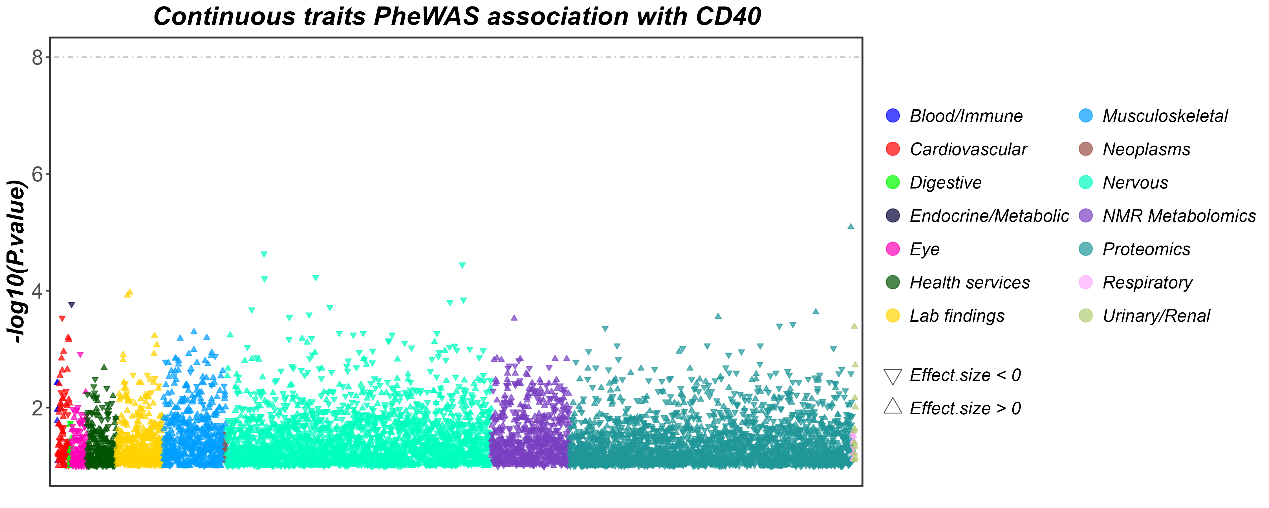 Continuous traits PheWAS association with CD40
-log10(P.value)
8
6
4
2
Blood/Immune
Cardiovascular
Digestive
Endocrine/Metabolic
Eye
Health services
Lab findings
Musculoskeletal
Neoplasms
Nervous
NMR Metabolomics
Proteomics
Respiratory
Urinary/Renal
Effect.size < 0
Effect.size > 0